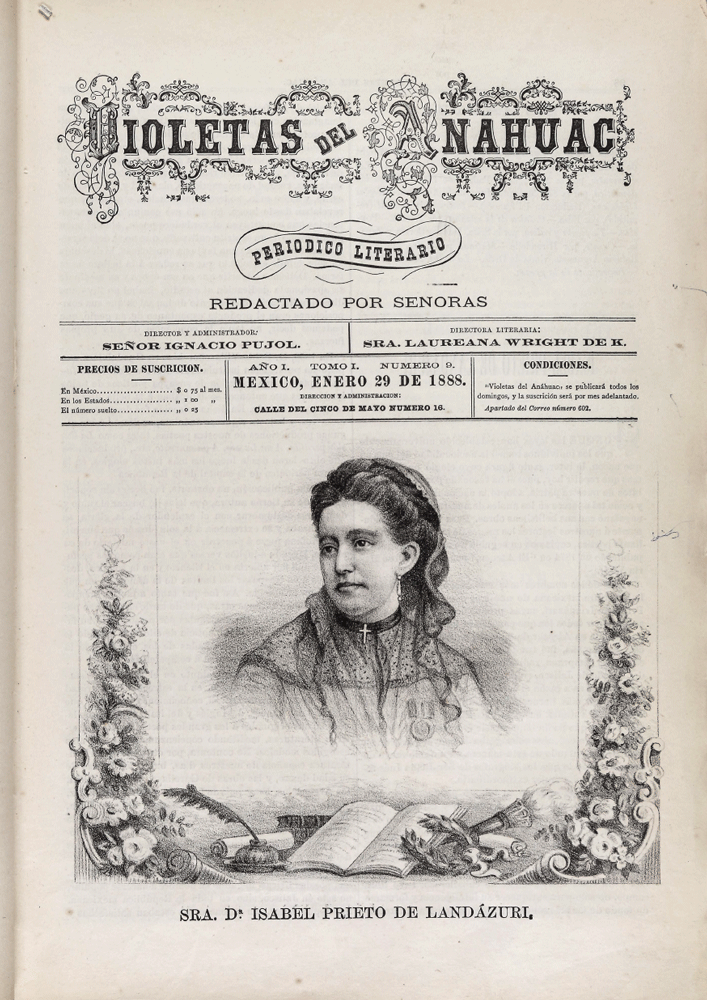 VIOLETAS DEL ANAHUAC
PERIODICO LITERARIO
REDACTADO POR SENORAS
DIRECTOR Y ADMINISTRADOR:
SEÑOR IGNACIO PUJOL.
DIRECTORA LITERARIA:
SRA. LAUREANA WRIGHT DE K.
PRECIOS DE SUSCRICION.
En México...................... $ 0 75 al mes.
En los Estados.................. „ 1 00 „
El número suelto................ „ 0 25
AÑO I. TOMO I. NUMERO 9.
MEXICO, ENERO 29 DE 1888.
DIRECCION Y ADMINISTRACION:
CALLE DEL CINCO DE MAYO NUMERO 16.
CONDICIONES.
«Violetas del Anáhuac» se publicará todos los
domingos, y la suscrición será por mes adelantado.
Apartado del Correo número 602.
SRA. Dª ISABEL PRIETO DE LANDÁZURI.